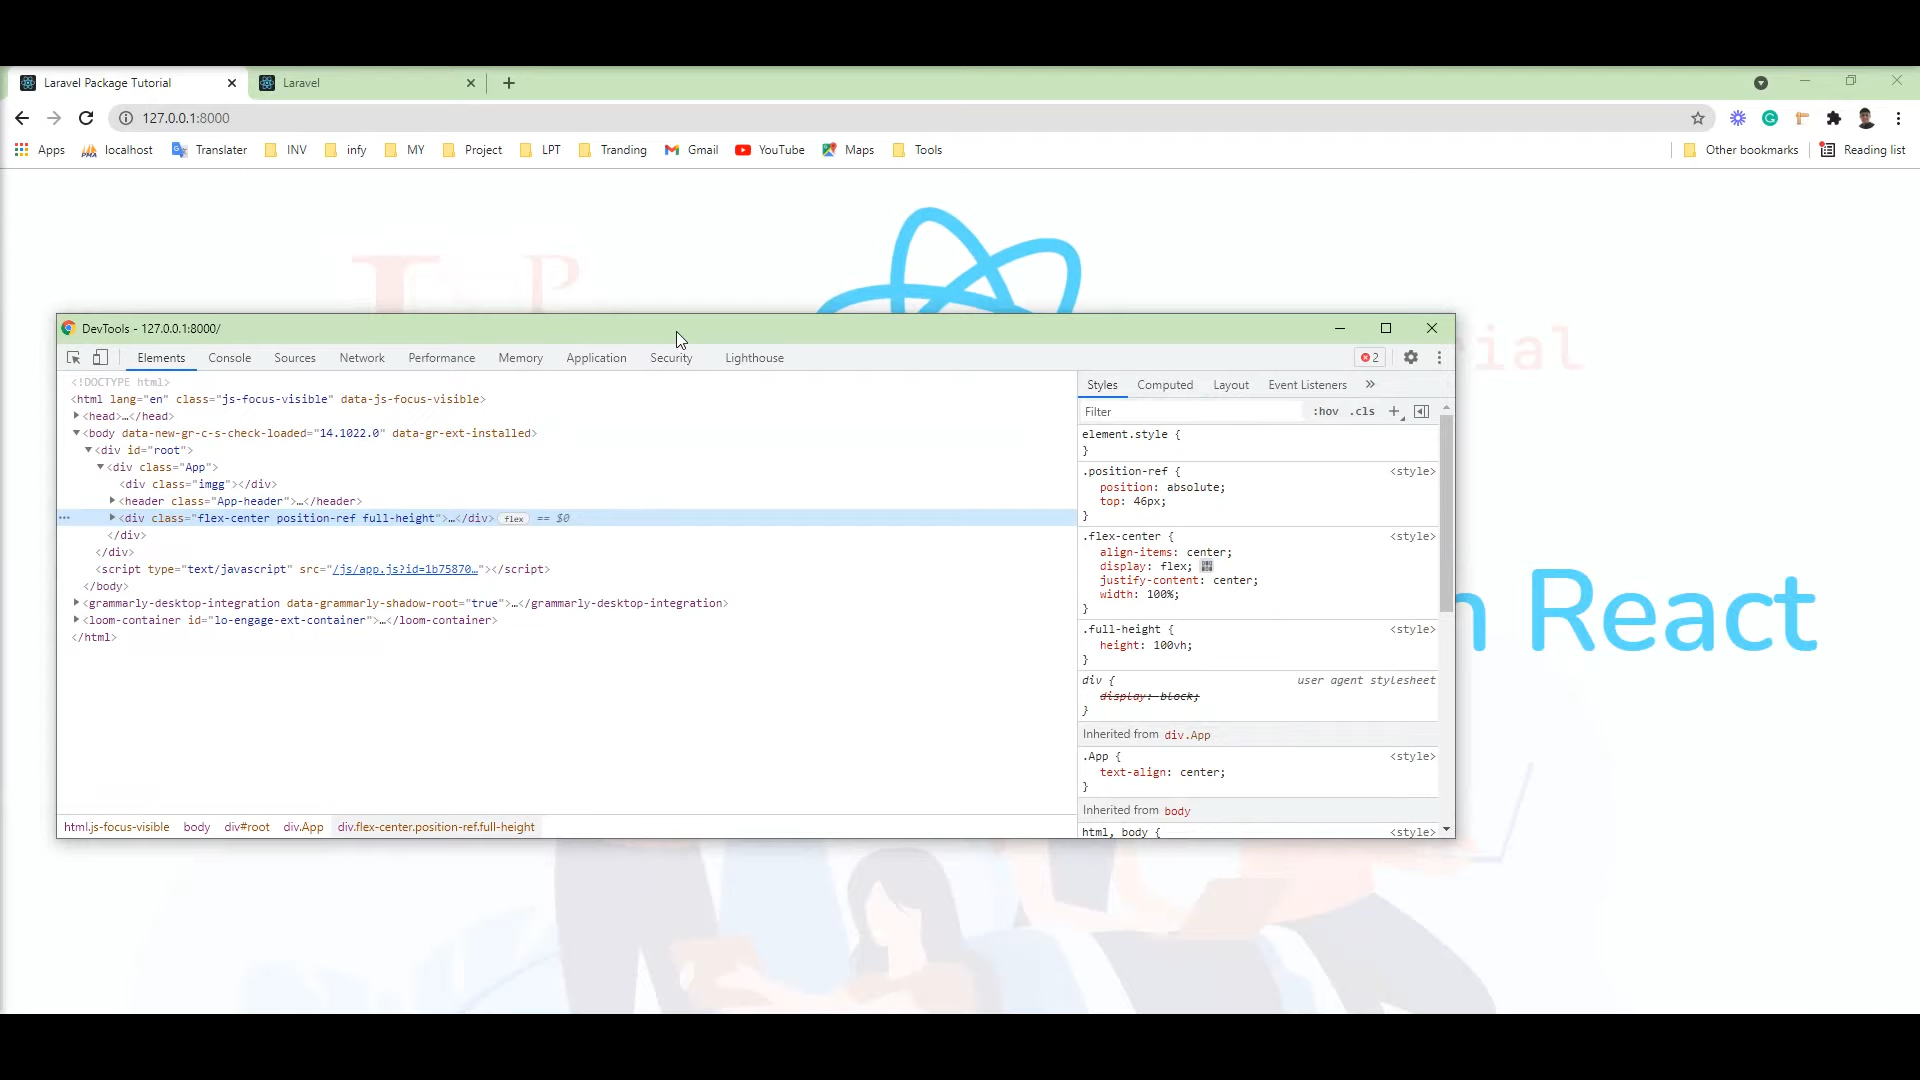 Laravel Package Tutorial
Laravel
127.0.0.1:8000
Apps localhost Translater INV infy MY Project LPT Tranding Gmail YouTube Maps Tools Other bookmarks Reading list
L P
ial
DevTools - 127.0.0.1:8000/
Elements Console Sources Network Performance Memory Application Security Lighthouse 2
<!DOCTYPE html>
<html lang="en" class="js-focus-visible" data-js-focus-visible>
<head>…</head>
<body data-new-gr-c-s-check-loaded="14.1022.0" data-gr-ext-installed>
<div id="root">
<div class="App">
<div class="imgg"></div>
<header class="App-header">…</header>
<div class="flex-center position-ref full-height">…</div> flex == $0
</div>
</div>
<script type="text/javascript" src="/js/app.js?id=1b75870…"></script>
</body>
<grammarly-desktop-integration data-grammarly-shadow-root="true">…</grammarly-desktop-integration>
<loom-container id="lo-engage-ext-container">…</loom-container>
</html>
html.js-focus-visible body div#root div.App div.flex-center.position-ref.full-height
Styles Computed Layout Event Listeners
Filter :hov .cls
element.style {
}
.position-ref { <style>
position: absolute;
top: 46px;
}
.flex-center { <style>
align-items: center;
display: flex;
justify-content: center;
width: 100%;
}
.full-height { <style>
height: 100vh;
}
div { user agent stylesheet
display: block;
}
Inherited from div.App
.App { <style>
text-align: center;
}
Inherited from body
html, body { <style>
React